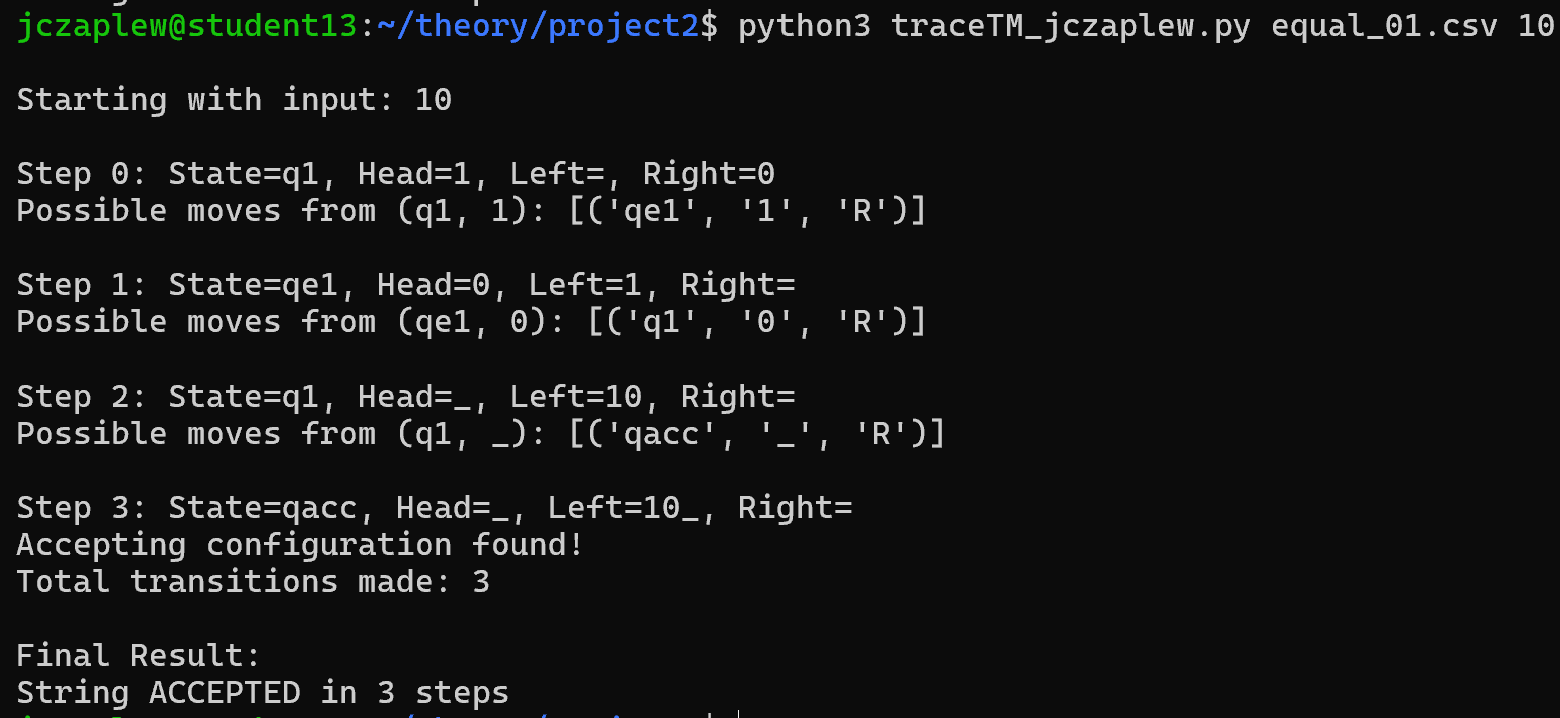 jczaplew@student13:~/theory/project2$ python3 traceTM_jczaplew.py equal_01.csv 10
Starting with input: 10
Step 0: State=q1, Head=1, Left=, Right=0
Possible moves from (q1, 1): [('qe1', '1', 'R')]
Step 1: State=qe1, Head=0, Left=1, Right=
Possible moves from (qe1, 0): [('q1', '0', 'R')]
Step 2: State=q1, Head=_, Left=10, Right=
Possible moves from (q1, _): [('qacc', '_', 'R')]
Step 3: State=qacc, Head=_, Left=10_, Right=
Accepting configuration found!
Total transitions made: 3
Final Result:
String ACCEPTED in 3 steps